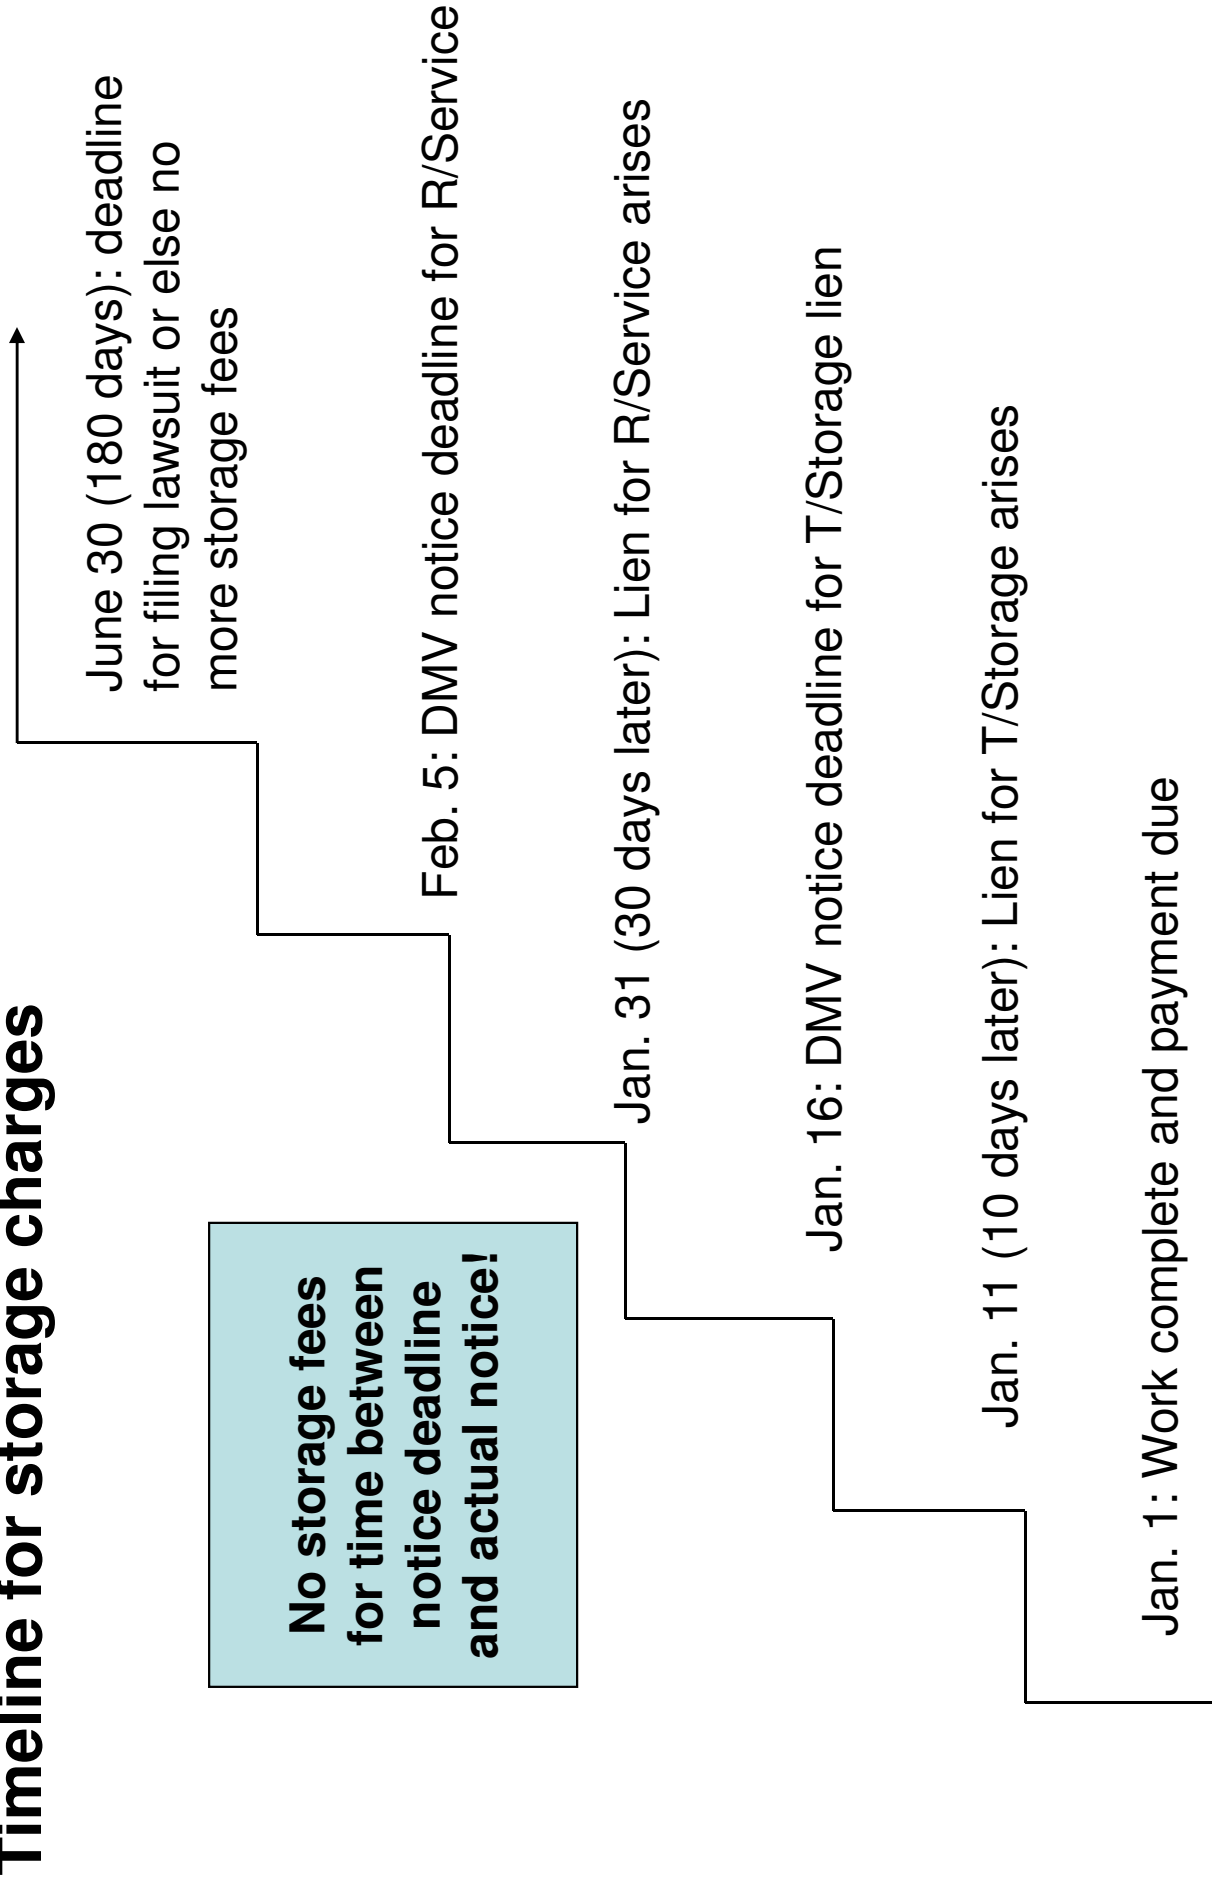 Timeline for storage charges
June 30 (180 days): deadline
for filing lawsuit or else no
more storage fees
Feb. 5: DMV notice deadline for R/Service
No storage fees
for time between
notice deadline
and actual notice!
Jan. 31 (30 days later): Lien for R/Service arises
Jan. 16: DMV notice deadline for T/Storage lien
Jan. 11 (10 days later): Lien for T/Storage arises
Jan. 1: Work complete and payment due